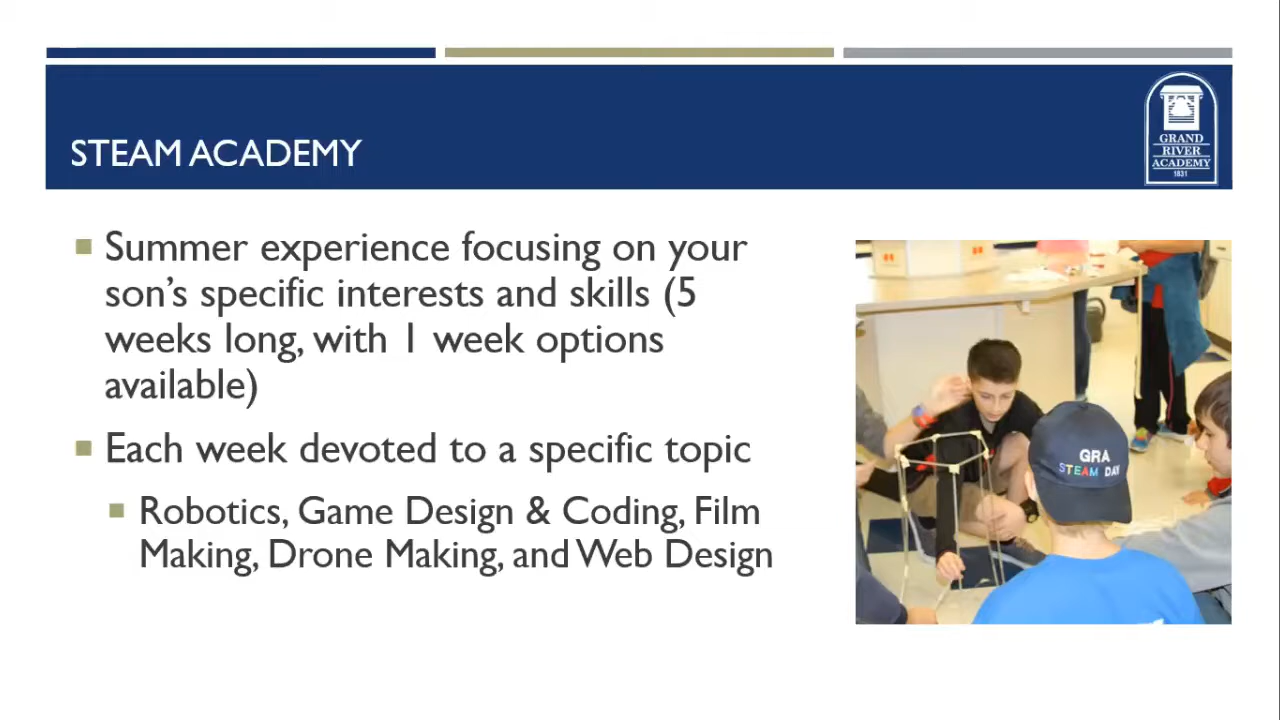 STEAM ACADEMY
GRAND
RIVER
ACADEMY
1831
Summer experience focusing on your
son’s specific interests and skills (5
weeks long, with 1 week options
available)
Each week devoted to a specific topic
Robotics, Game Design & Coding, Film
Making, Drone Making, and Web Design
GRA
STEAM DAY